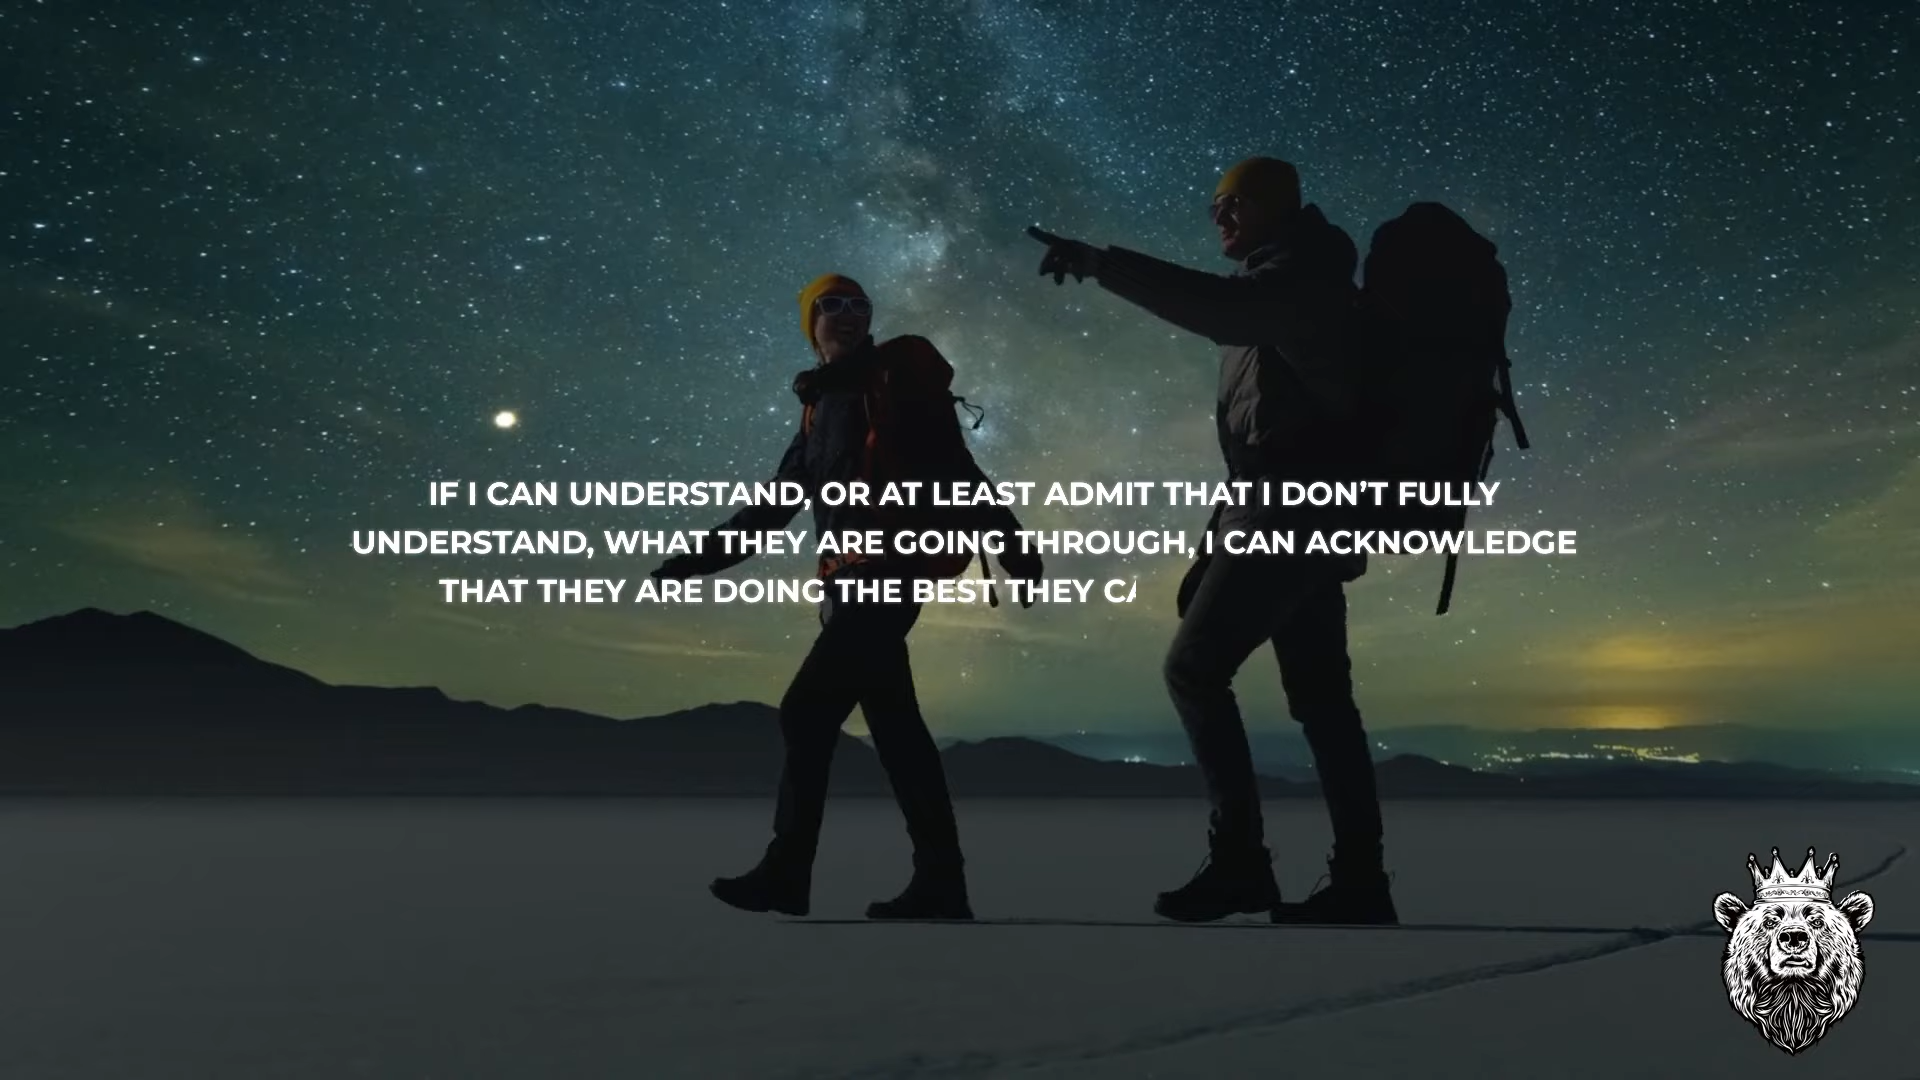 IF I CAN UNDERSTAND, OR AT LEAST ADMIT THAT I DON’T FULLY
UNDERSTAND, WHAT THEY ARE GOING THROUGH, I CAN ACKNOWLEDGE
THAT THEY ARE DOING THE BEST THEY